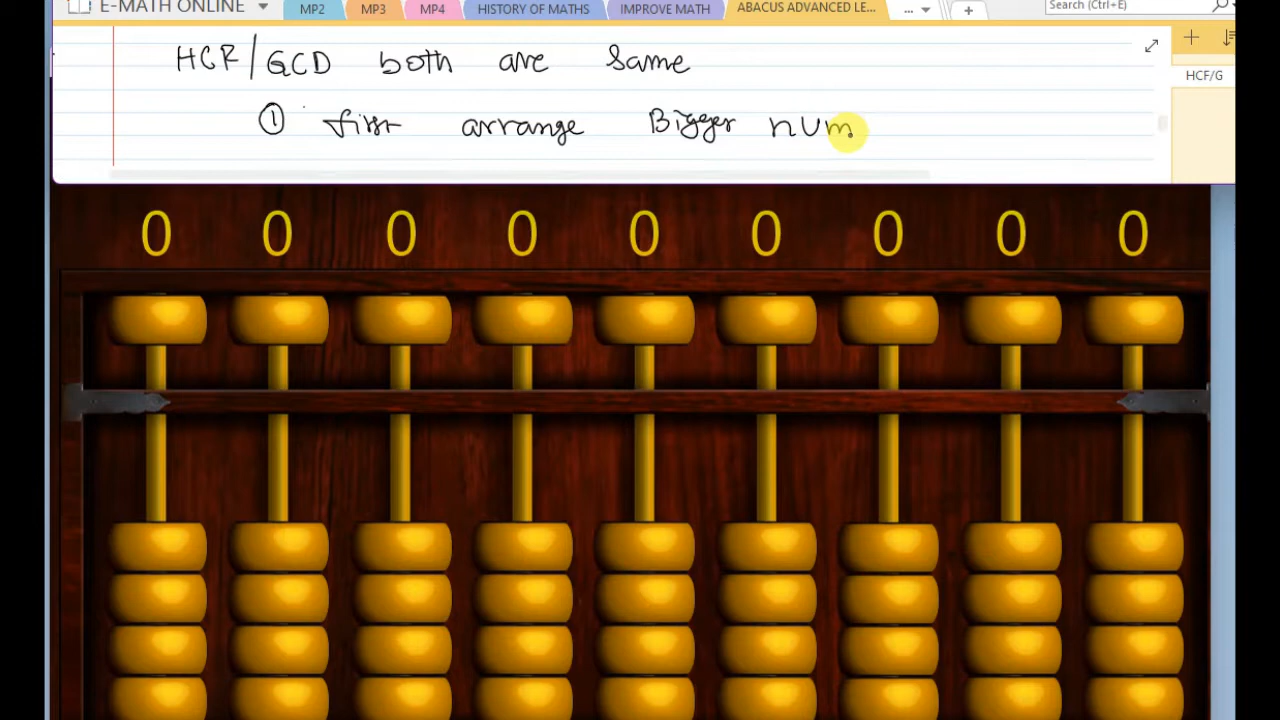 E-MATH ONLINE MP2 MP3 MP4 HISTORY OF MATHS IMPROVE MATH ABACUS ADVANCED LE... ... + Search (Ctrl+E)
HCF/G
HCR/GCD both are same
① first arrange Bigger num
0 0 0 0 0 0 0 0 0